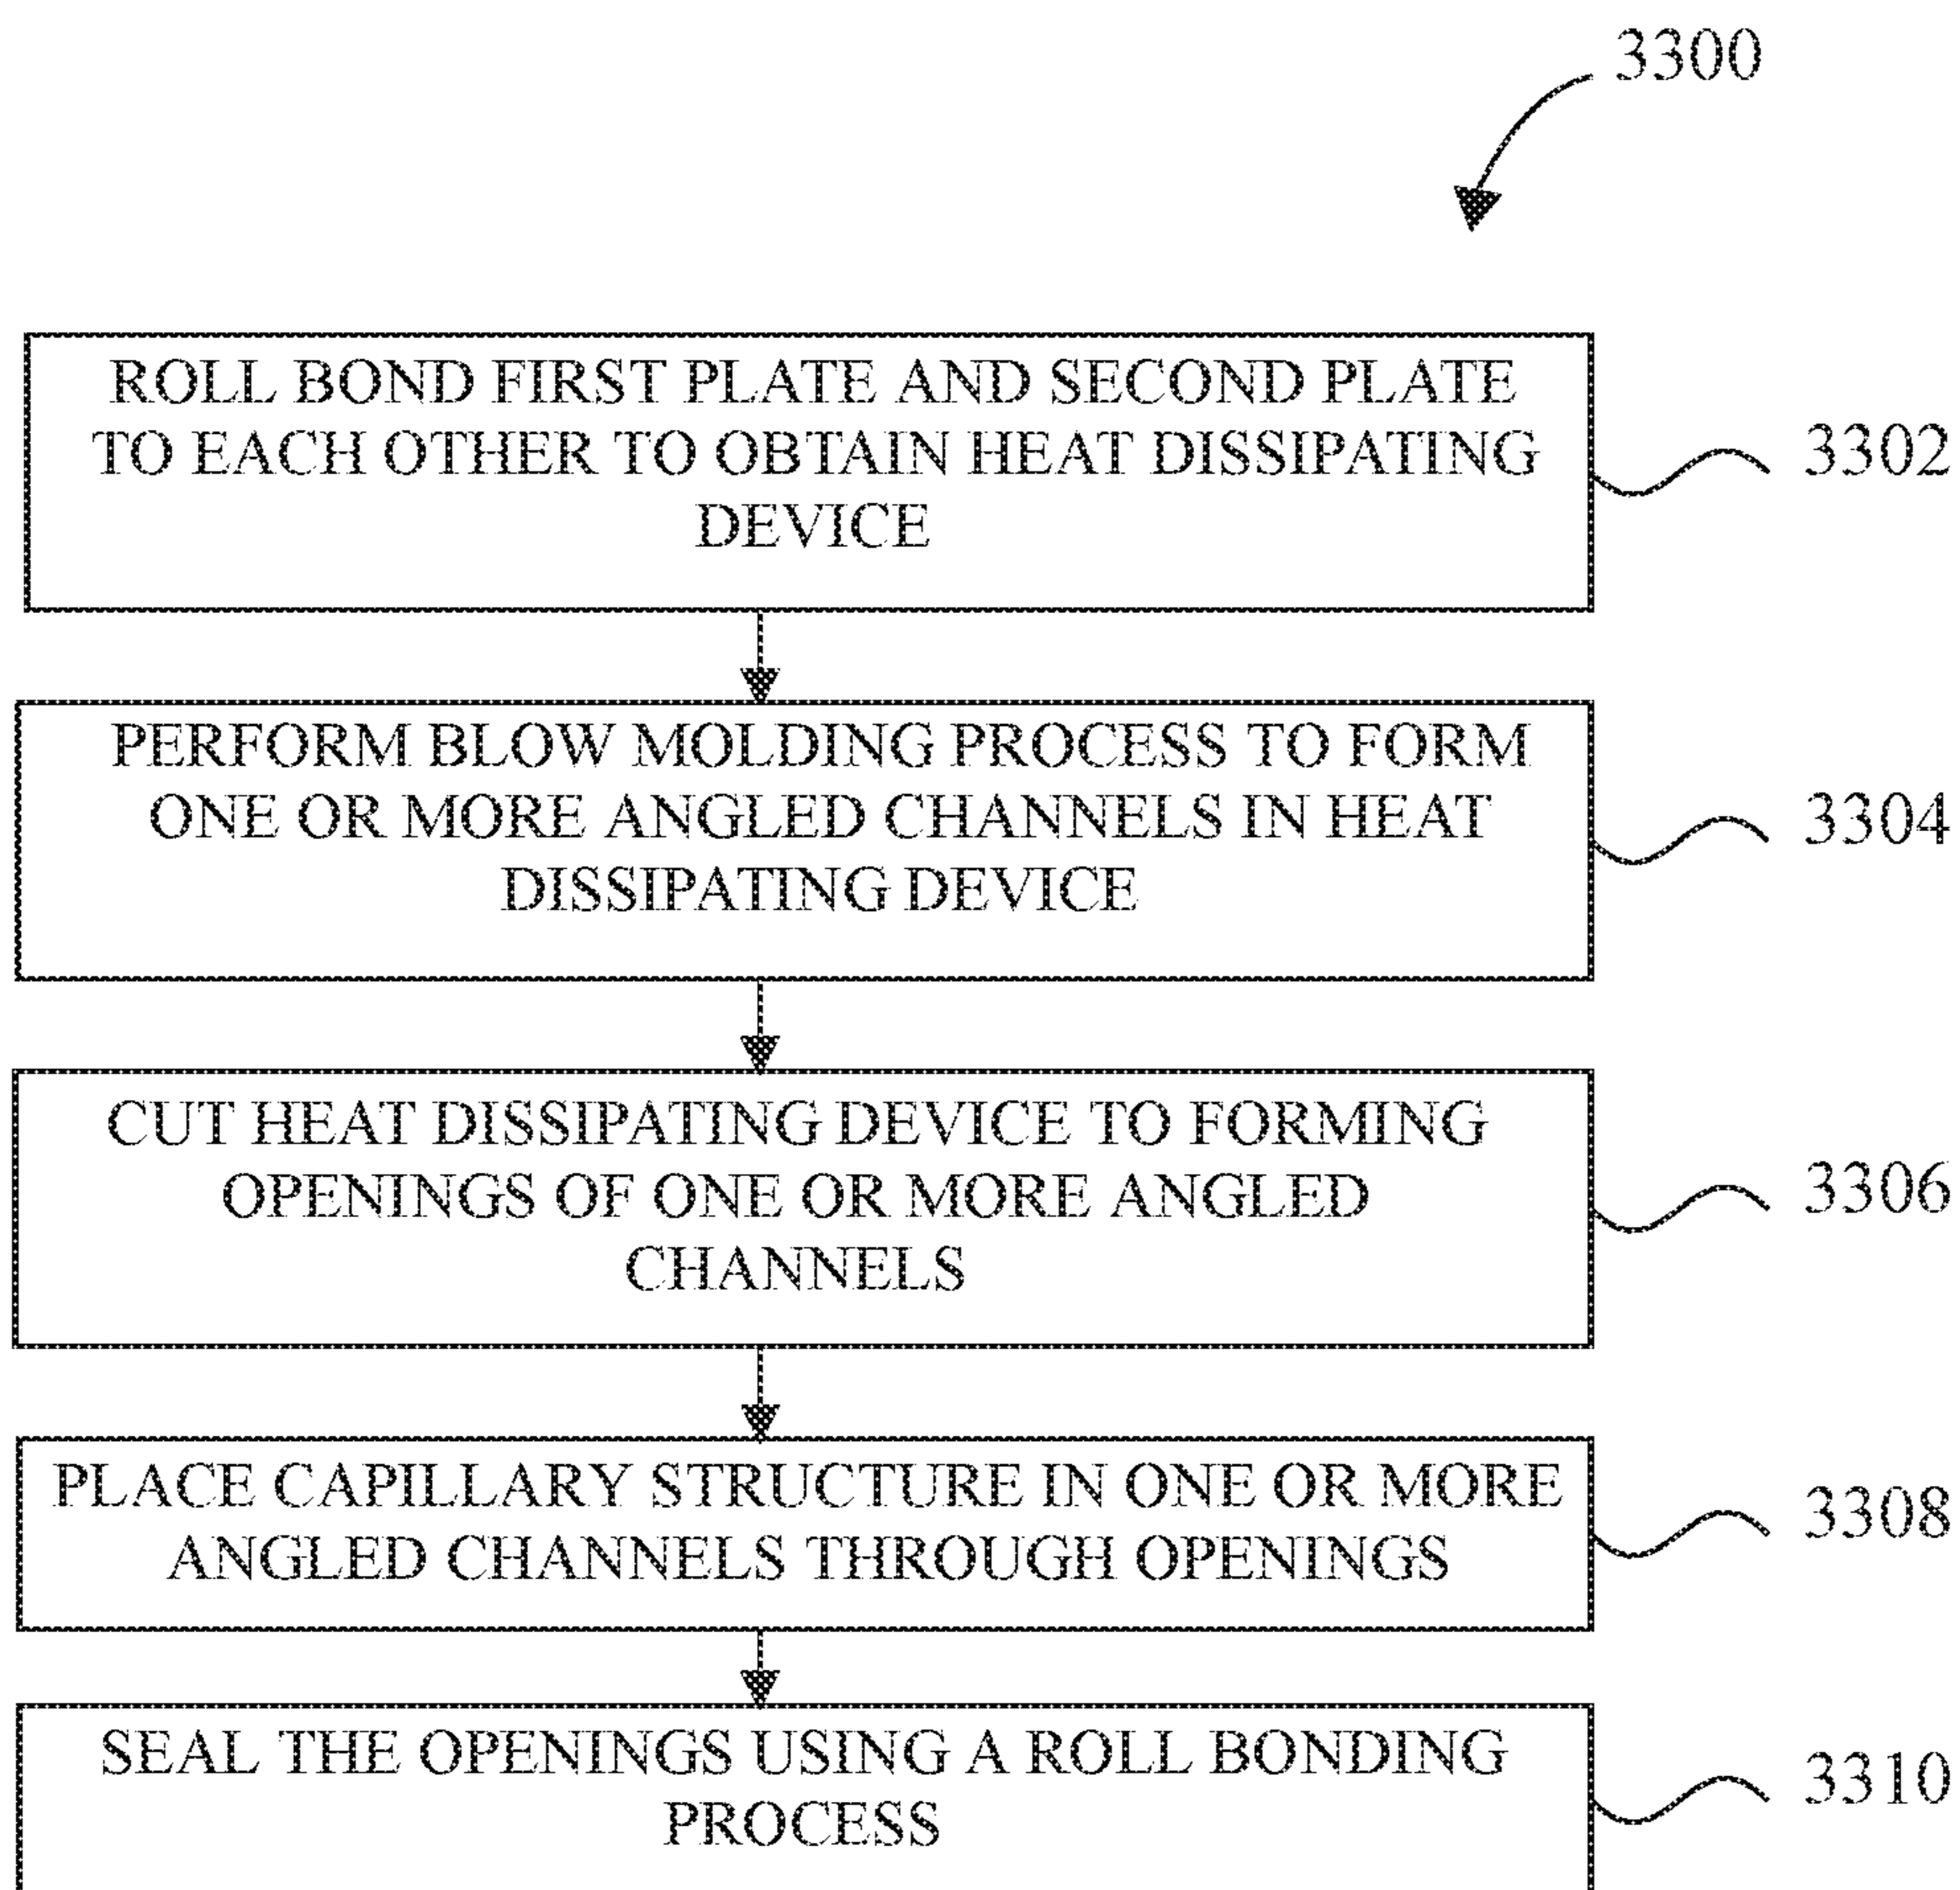 3300
ROLL BOND FIRST PLATE AND SECOND PLATE
TO EACH OTHER TO OBTAIN HEAT DISSIPATING
DEVICE
3302
PERFORM BLOW MOLDING PROCESS TO FORM
ONE OR MORE ANGLED CHANNELS IN HEAT
DISSIPATING DEVICE
3304
CUT HEAT DISSIPATING DEVICE TO FORMING
OPENINGS OF ONE OR MORE ANGLED
CHANNELS
3306
PLACE CAPILLARY STRUCTURE IN ONE OR MORE
ANGLED CHANNELS THROUGH OPENINGS
3308
SEAL THE OPENINGS USING A ROLL BONDING
PROCESS
3310